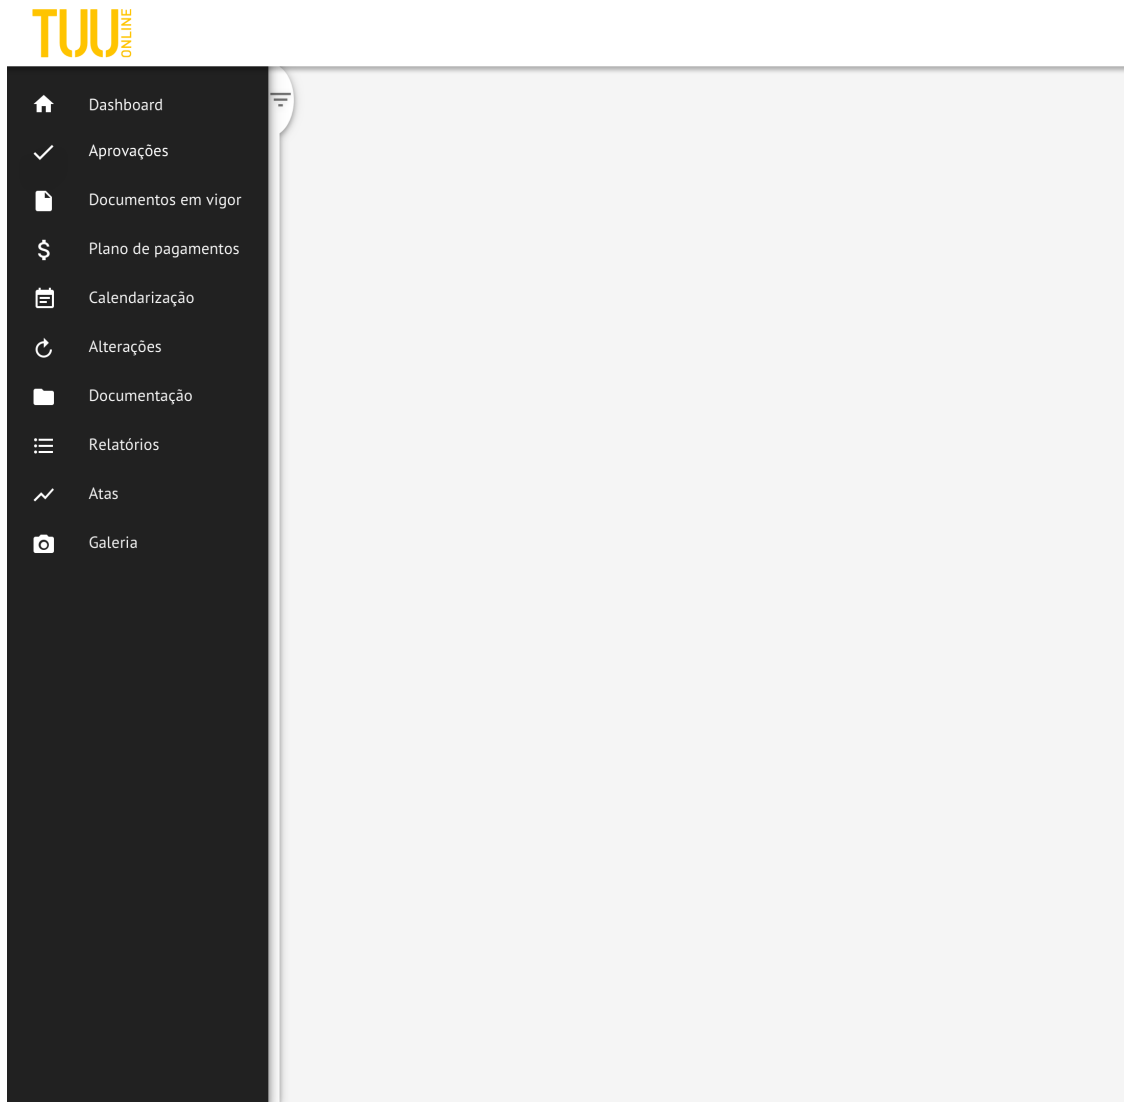 TUU
ONLINE
Dashboard
Aprovações
Documentos em vigor
Plano de pagamentos
Calendarização
Alterações
Documentação
Relatórios
Atas
Galeria